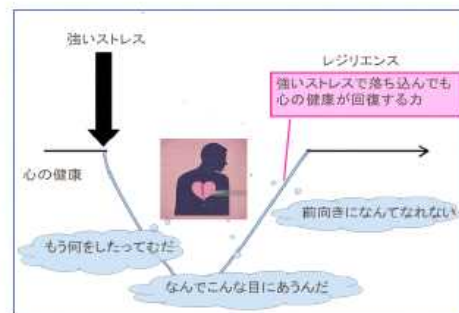 強いストレス
レジリエンス
強いストレスで落ち込んでも
心の健康が回復する力
心の健康
前向きになんてなれない
もう何をしたってむだ
なんでこんな目にあうんだ